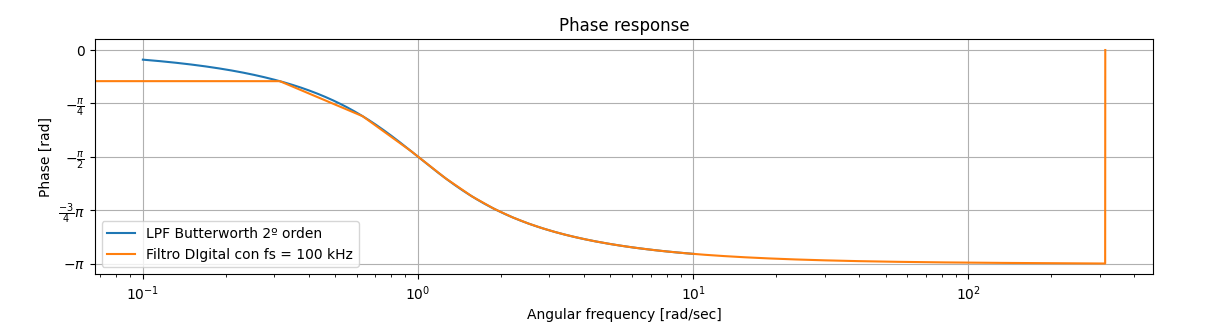 Phase response
Phase [rad]
0
−π/4
−π/2
−3/4 π
−π
LPF Butterworth 2º orden
Filtro DIgital con fs = 100 kHz
10⁻¹
10⁰
10¹
10²
Angular frequency [rad/sec]